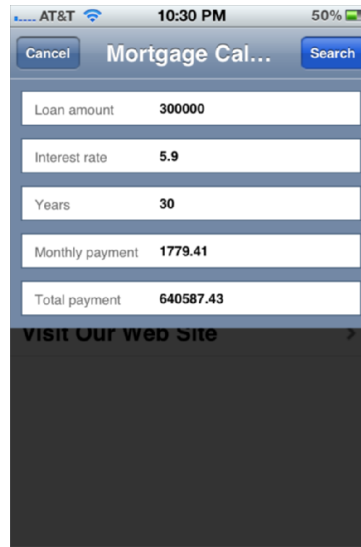 AT&T 10:30 PM 50%
Cancel Mortgage Cal... Search
Loan amount 300000
Interest rate 5.9
Years 30
Monthly payment 1779.41
Total payment 640587.43
Visit Our Web Site